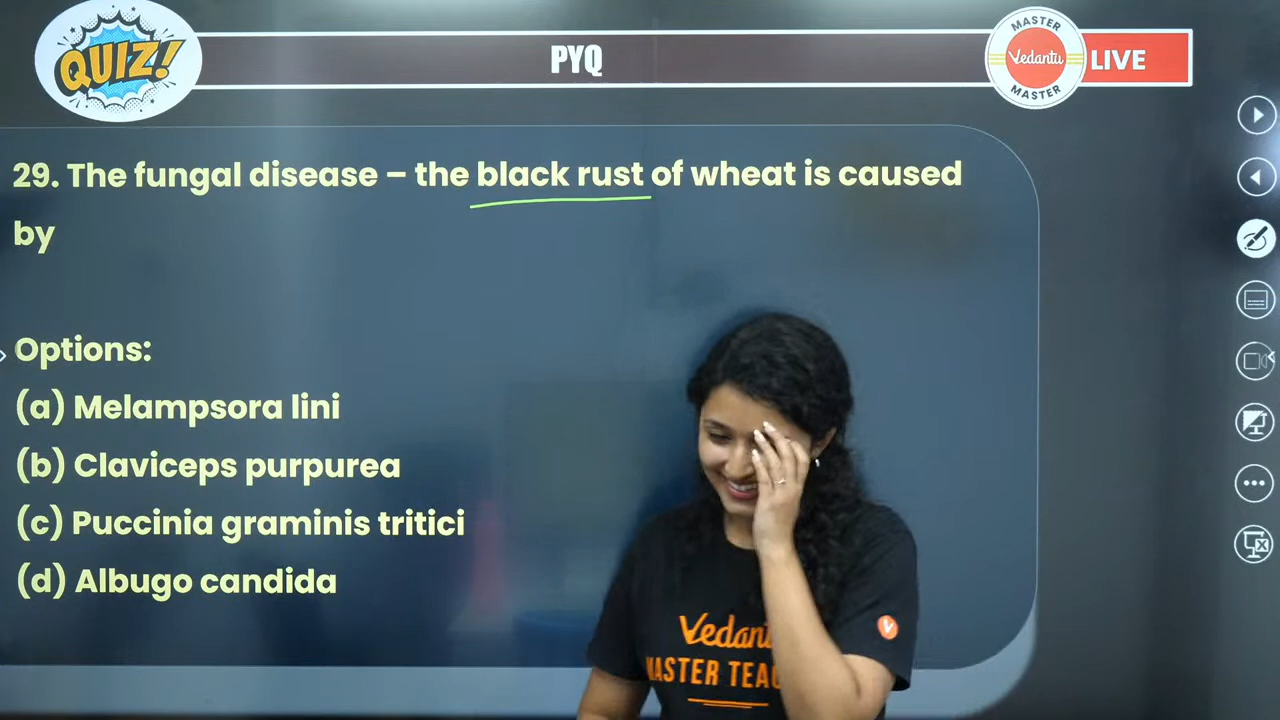 QUIZ!
PYQ
MASTER
Vedantu
MASTER
LIVE
29. The fungal disease – the black rust of wheat is caused
by
Options:
(a) Melampsora lini
(b) Claviceps purpurea
(c) Puccinia graminis tritici
(d) Albugo candida
Vedant
MASTER TEAC
V